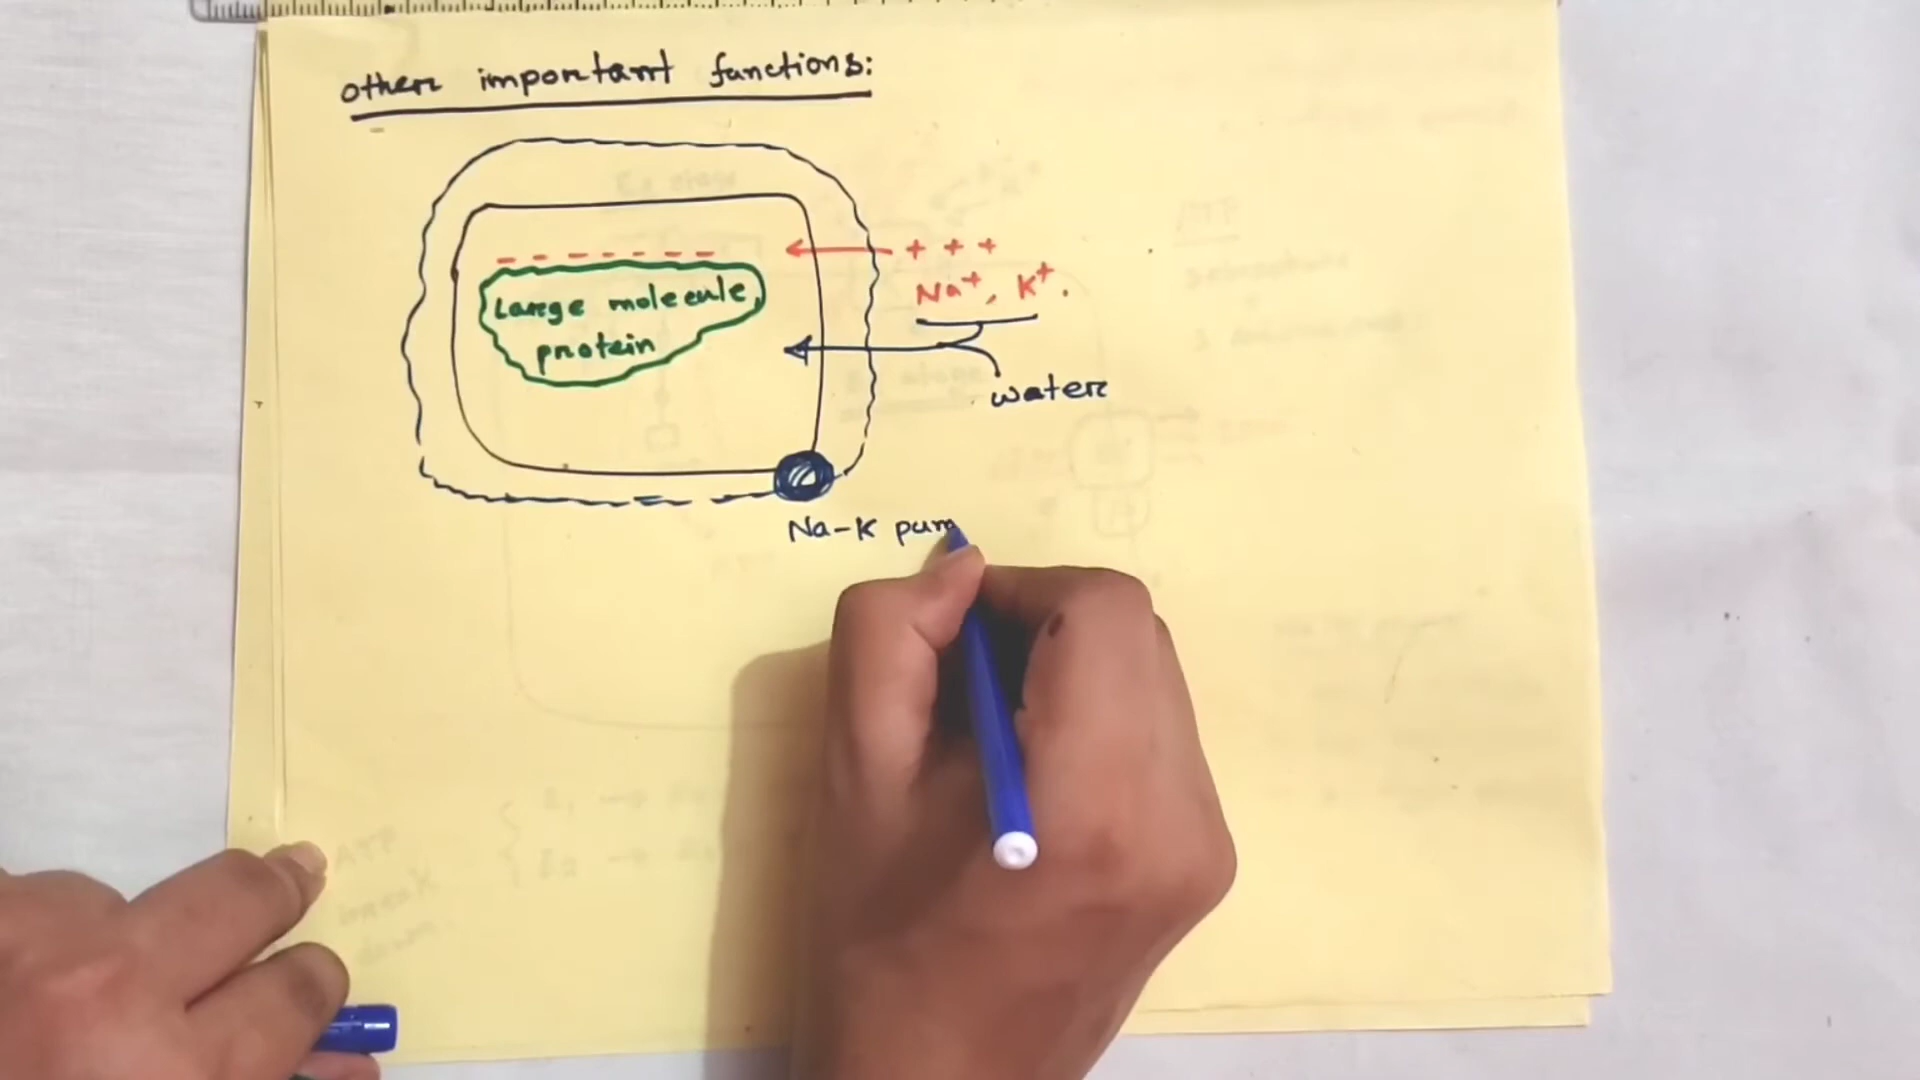 other important functions:
- - - - - - -
+ + +
Na⁺, K⁺.
Large molecule
protein
water
Na-K pum